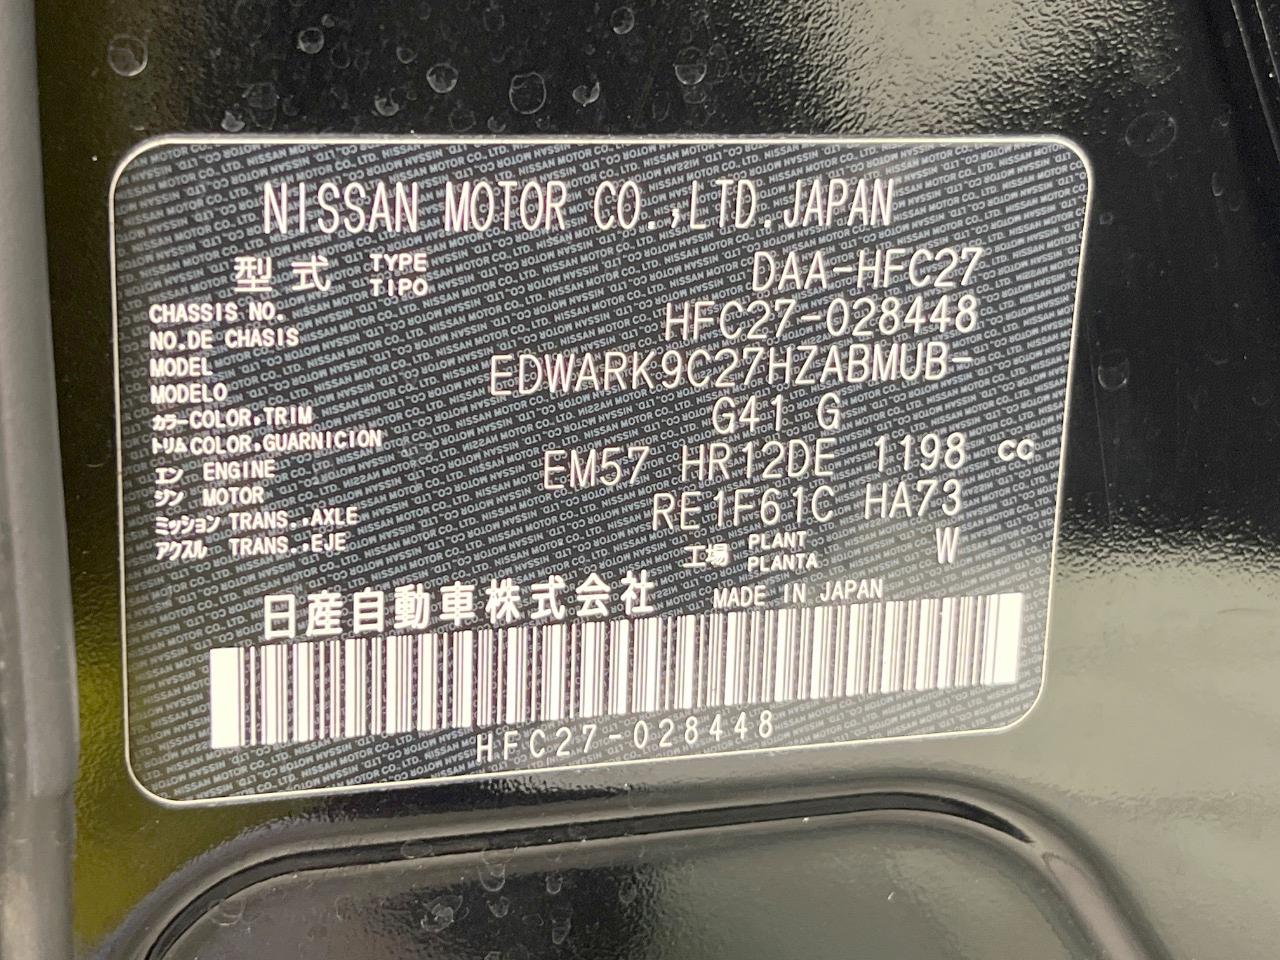 NISSAN MOTOR CO.,LTD.JAPAN
型式 TYPE TIPO DAA-HFC27
CHASSIS NO. NO.DE CHASIS HFC27-028448
MODEL MODELO EDWARK9C27HZABMUB-
カラー COLOR,TRIM G41 G
トリム COLOR,GUARNICION
エン ENGINE EM57 HR12DE 1198 cc
ジン MOTOR
ミッション TRANS.,AXLE RE1F61C HA73
アクスル TRANS.,EJE
工場 PLANT PLANTA W
日産自動車株式会社 MADE IN JAPAN
HFC27-028448